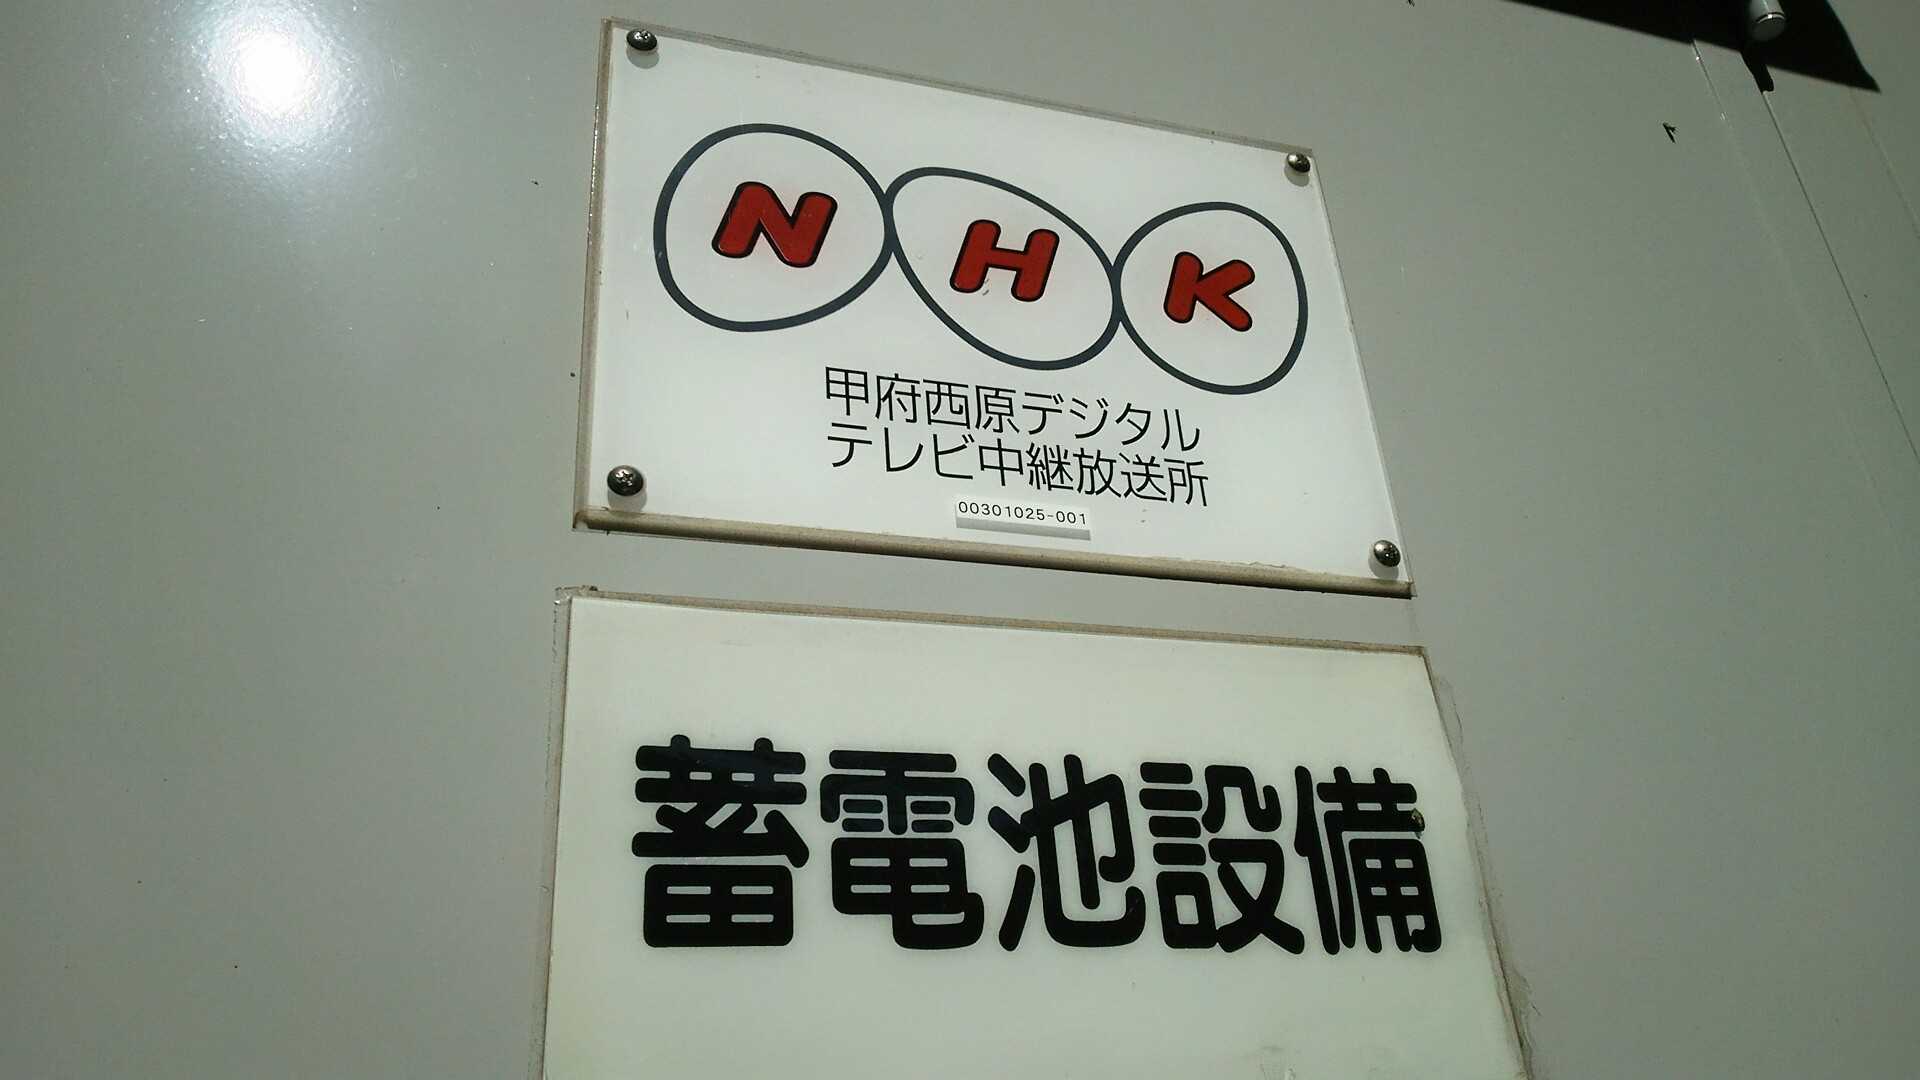 NHK
甲府西原デジタル
テレビ中継放送所
00301025-001
蓄電池設備